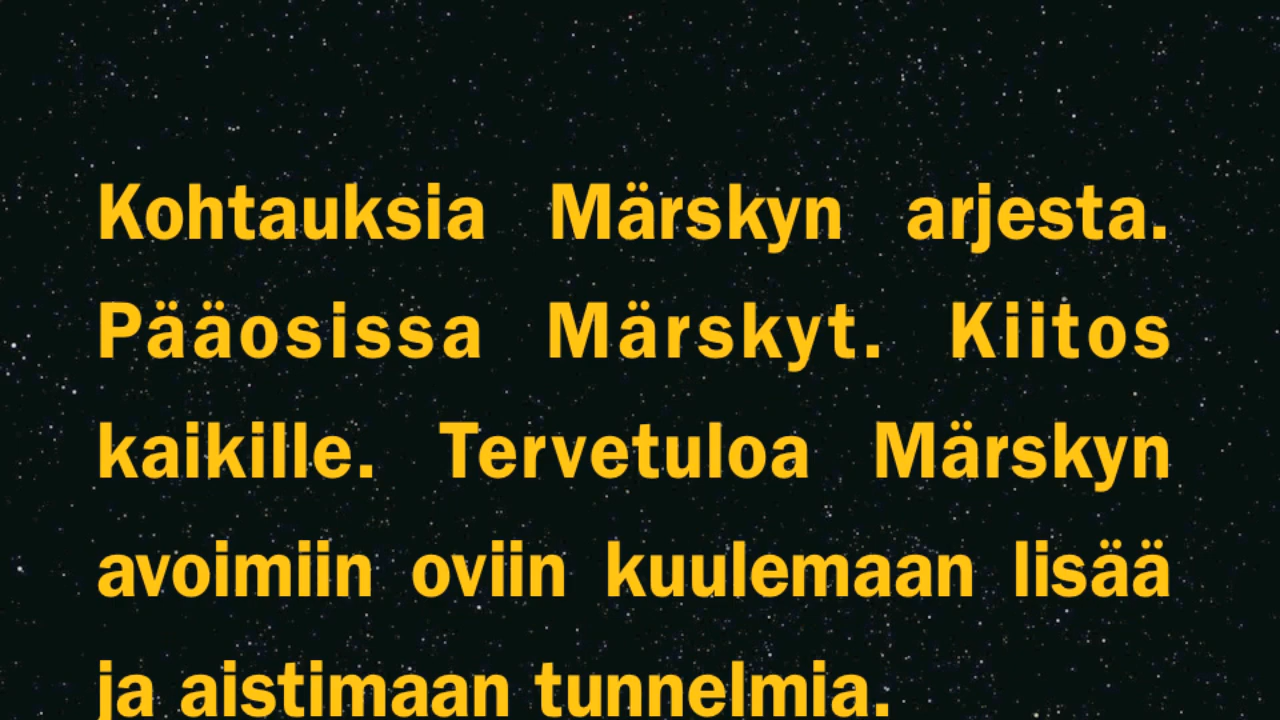 Kohtauksia Märskyn arjesta.
Pääosissa Märskyt. Kiitos
kaikille. Tervetuloa Märskyn
avoimiin oviin kuulemaan lisää
ja aistimaan tunnelmia.